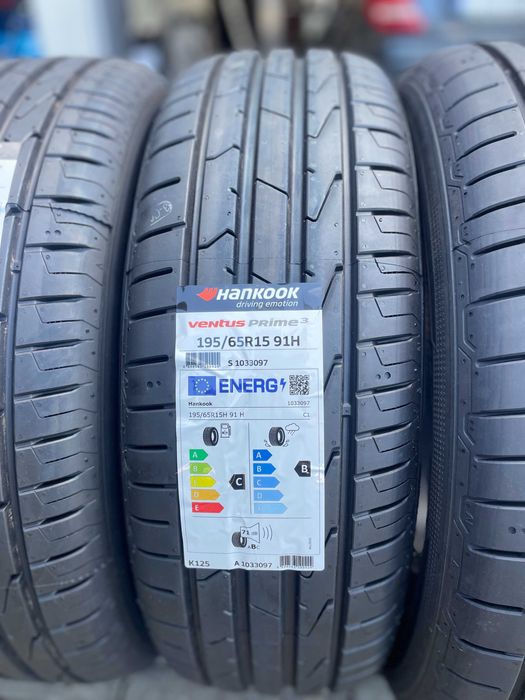 HANKOOK
driving emotion
ventus PRIME³
195/65R15 91H
S 1033097
ENERG
Hankook 1033097
195/65R15H 91 H C1
A A
B B B
C C C
D D
E E
71 dB
ABC
K125 A 1033097